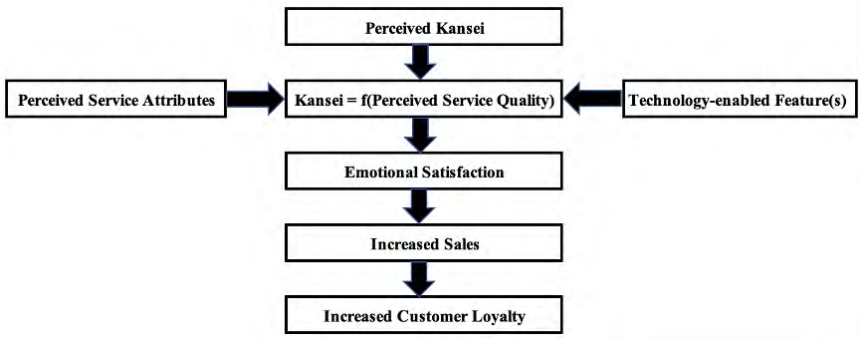 Perceived Kansei
Perceived Service Attributes
Kansei = f(Perceived Service Quality)
Technology-enabled Feature(s)
Emotional Satisfaction
Increased Sales
Increased Customer Loyalty